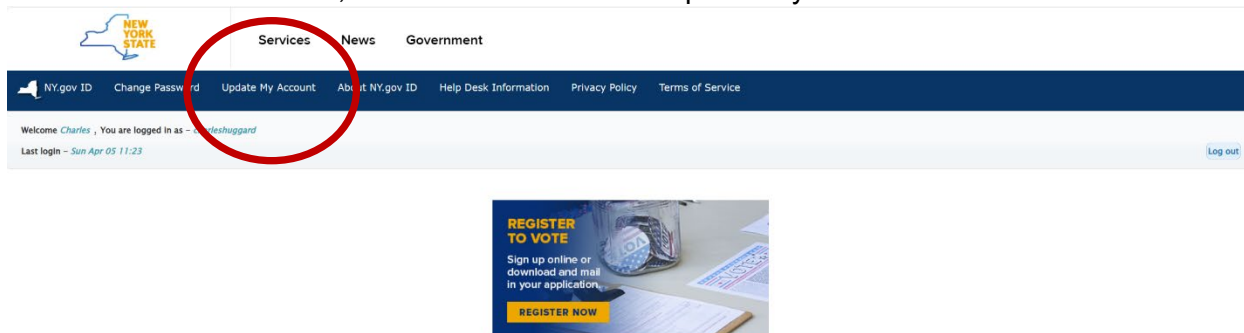 NEW
YORK
STATE
Services News Government
NY.gov ID Change Password Update My Account About NY.gov ID Help Desk Information Privacy Policy Terms of Service
Welcome Charles , You are logged in as – charleshuggard
Last login – Sun Apr 05 11:23
Log out
REGISTER
TO VOTE
Sign up online or
download and mail
in your application.
REGISTER NOW
VOTE